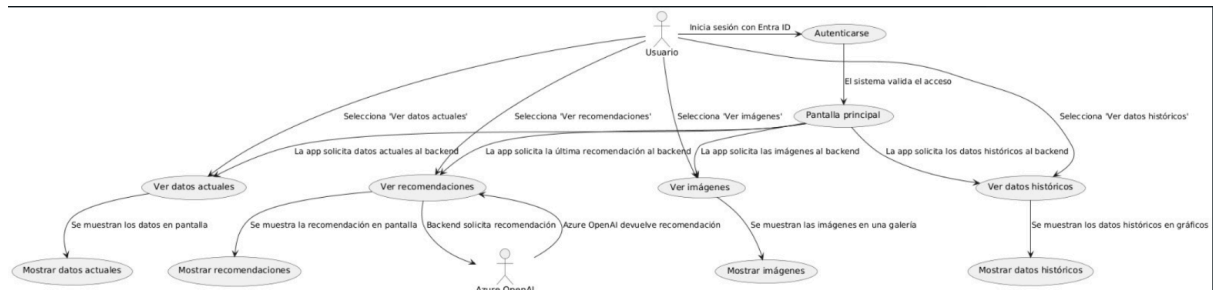 Inicia sesión con Entra ID
Autenticarse
Usuario
El sistema valida el acceso
Selecciona 'Ver datos actuales'
Selecciona 'Ver recomendaciones'
Selecciona 'Ver imágenes'
Pantalla principal
Selecciona 'Ver datos históricos'
La app solicita datos actuales al backend
La app solicita la última recomendación al backend
La app solicita las imágenes al backend
La app solicita los datos históricos al backend
Ver datos actuales
Ver recomendaciones
Ver imágenes
Ver datos históricos
Se muestran los datos en pantalla
Se muestra la recomendación en pantalla
Backend solicita recomendación
Azure OpenAI devuelve recomendación
Se muestran las imágenes en una galería
Se muestran los datos históricos en gráficos
Mostrar datos actuales
Mostrar recomendaciones
Mostrar imágenes
Mostrar datos históricos
Azure OpenAI